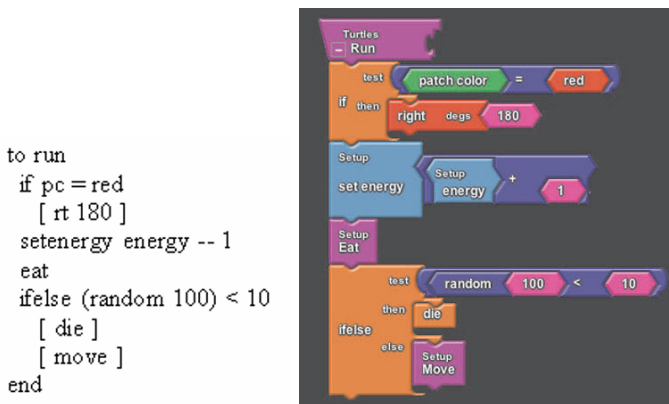 to run
if pc = red
[ rt 180 ]
setenergy energy -- 1
eat
ifelse (random 100) < 10
[ die ]
[ move ]
end
Turtles
Run
test patch color = red
if then
right degs 180
Setup
set energy
Setup
energy + 1
Setup
Eat
test random 100 < 10
then die
ifelse
else
Setup
Move